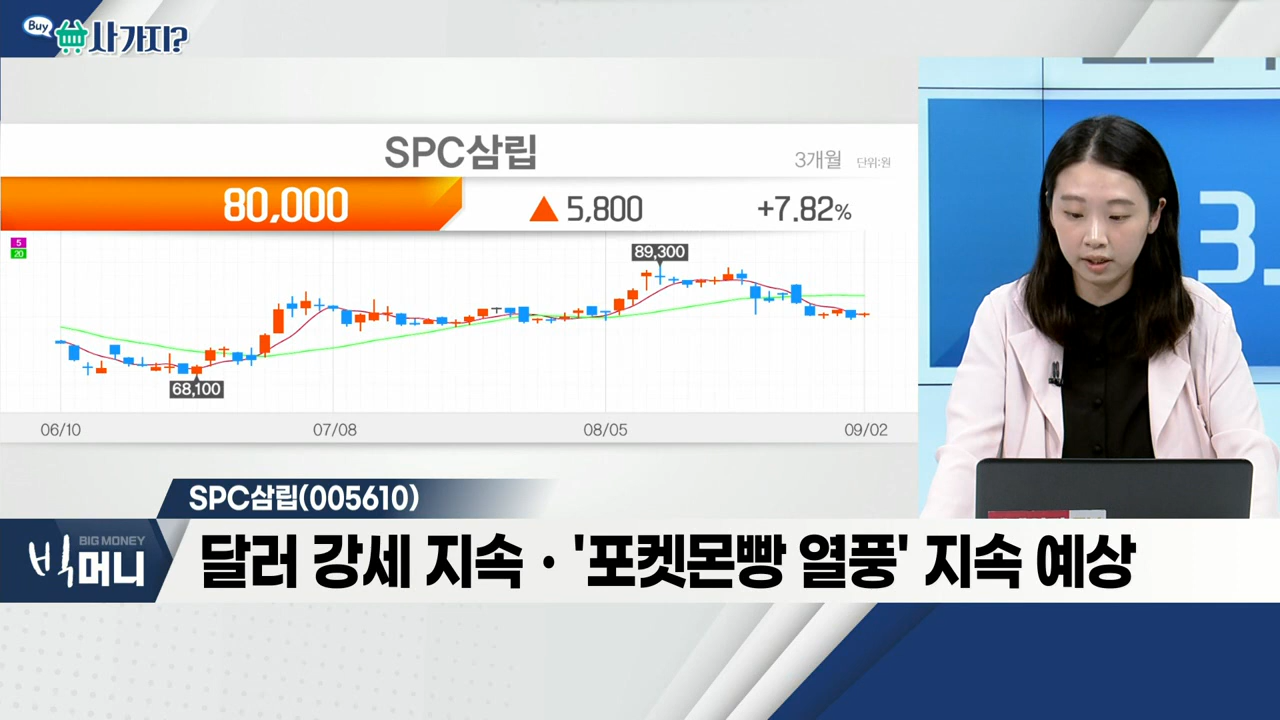 Buy
사가지?
SPC삼립
3개월 단위:원
80,000 ▲ 5,800 +7.82%
5
20
89,300
68,100
06/10 07/08 08/05 09/02
3.
SPC삼립(005610)
BIG MONEY
빅머니
달러 강세 지속·'포켓몬빵 열풍' 지속 예상